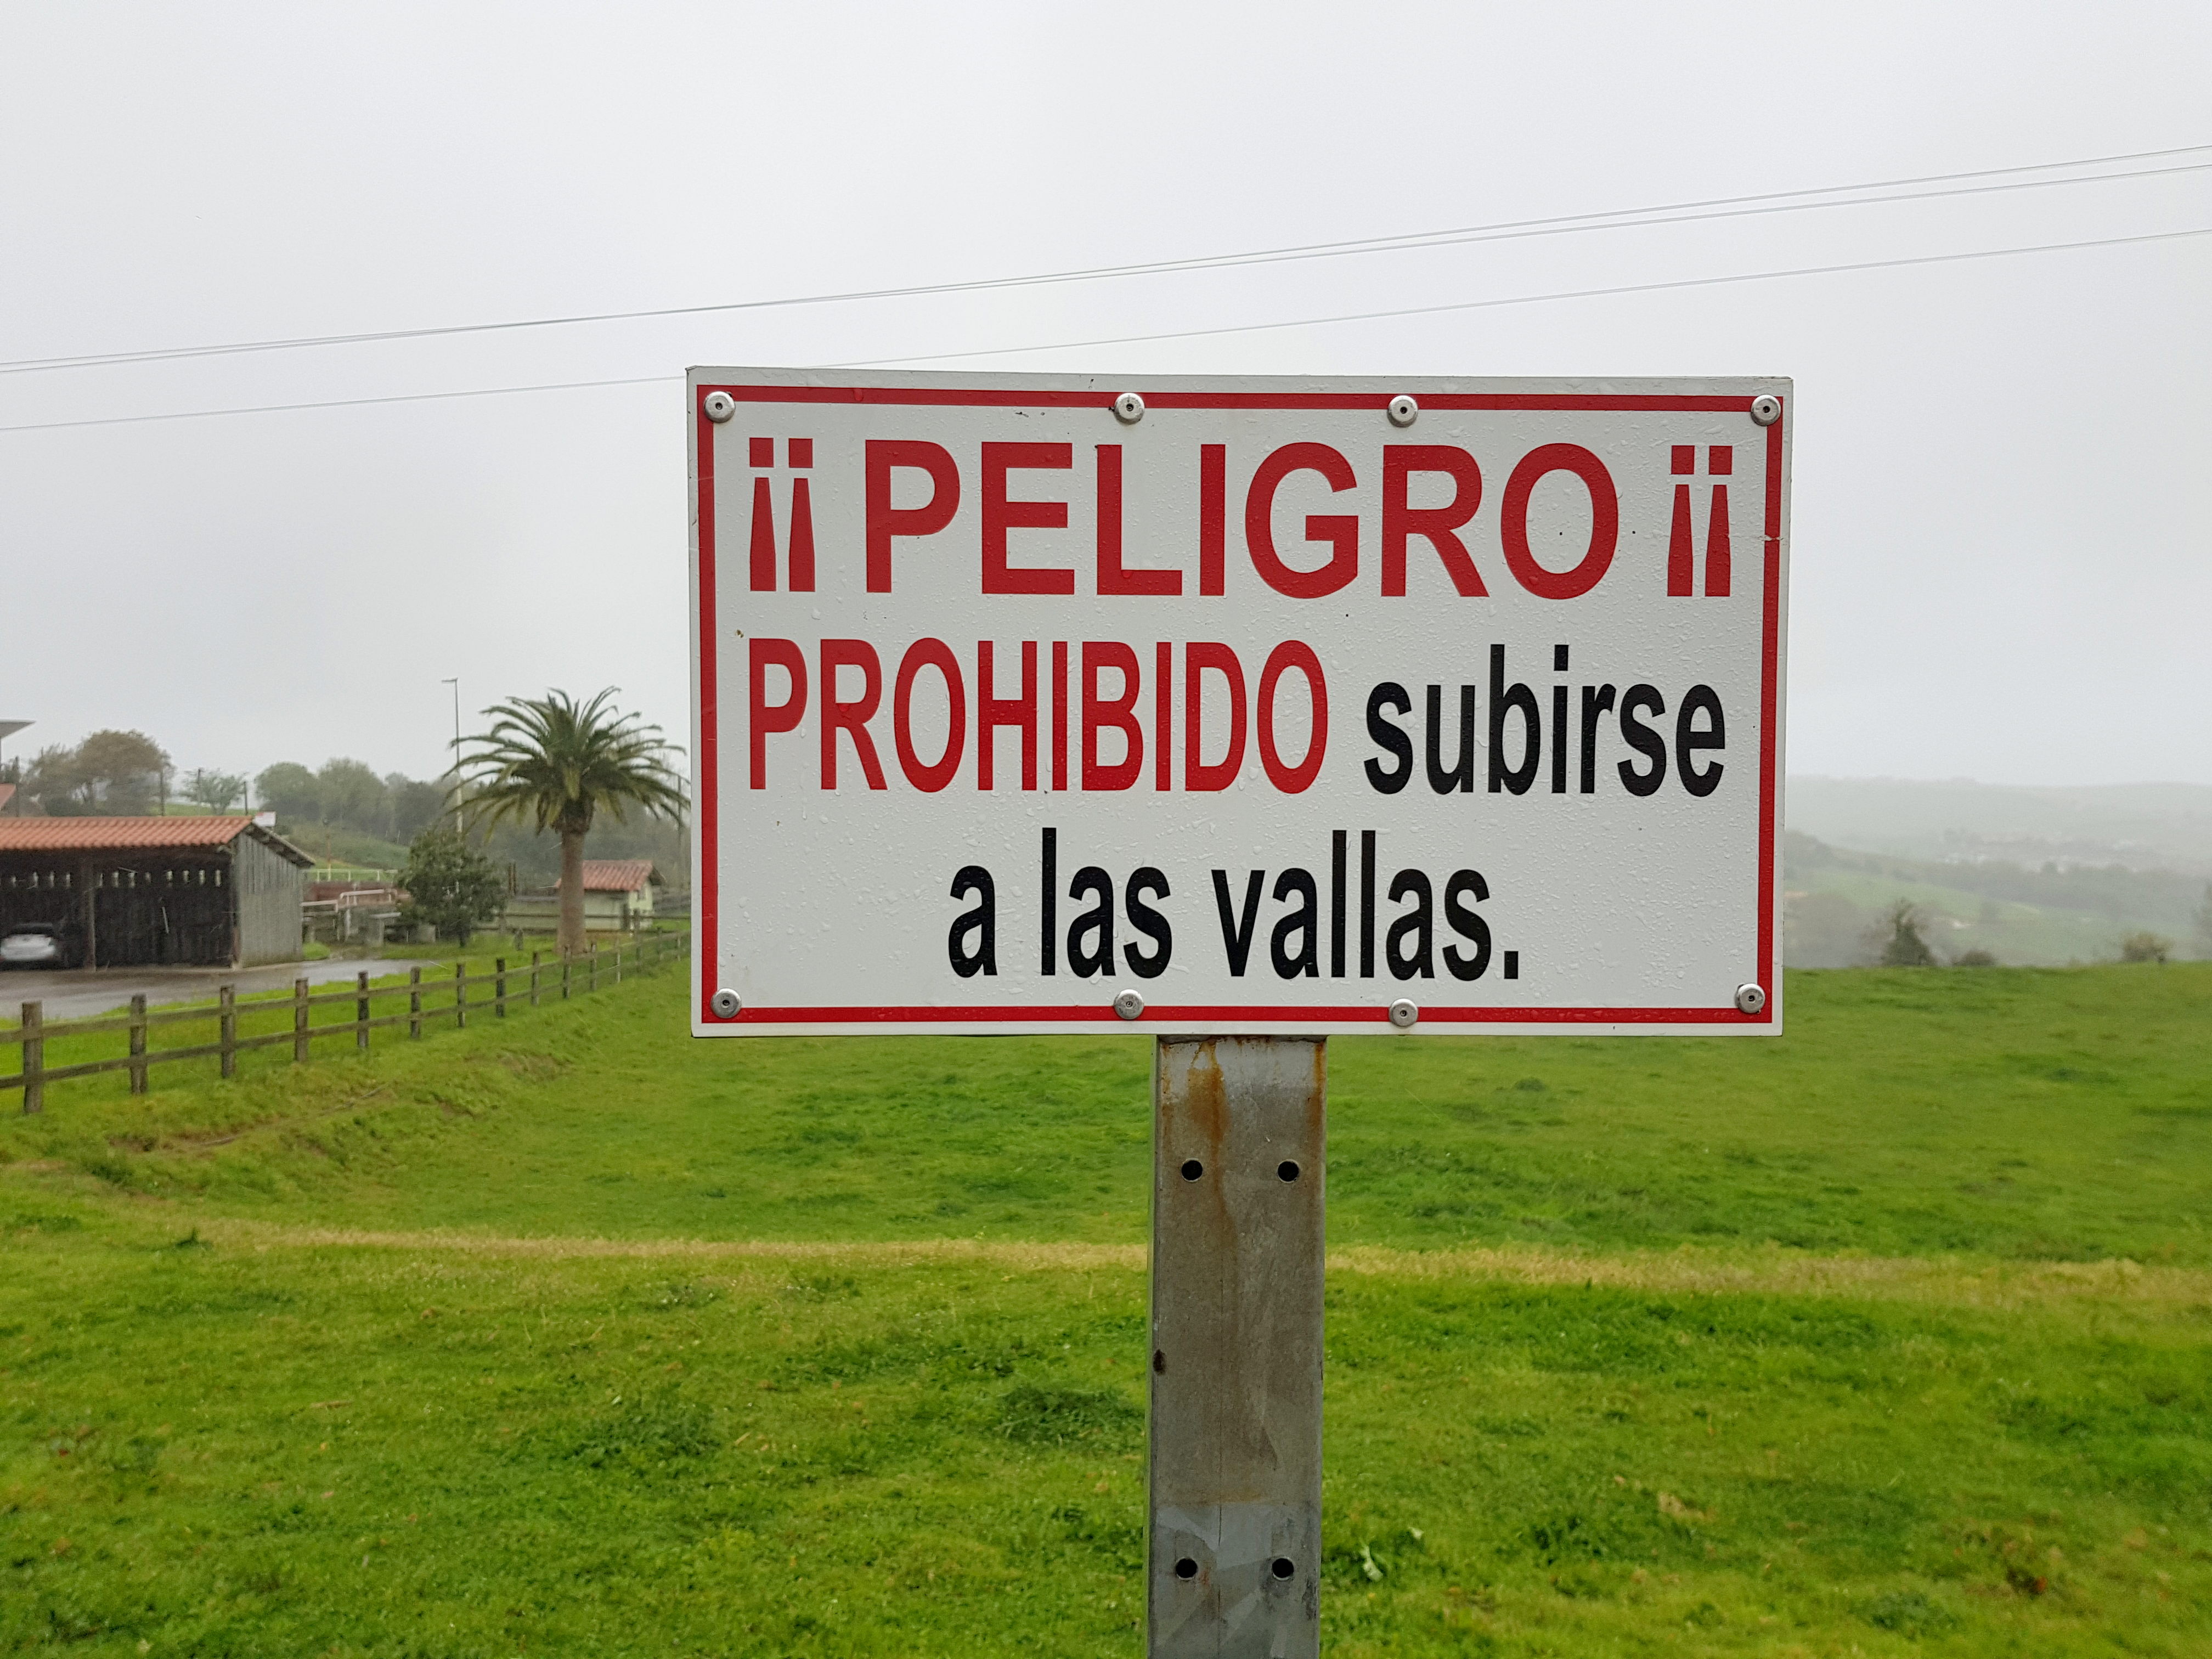 ¡¡ PELIGRO ¡¡
PROHIBIDO subirse
a las vallas.